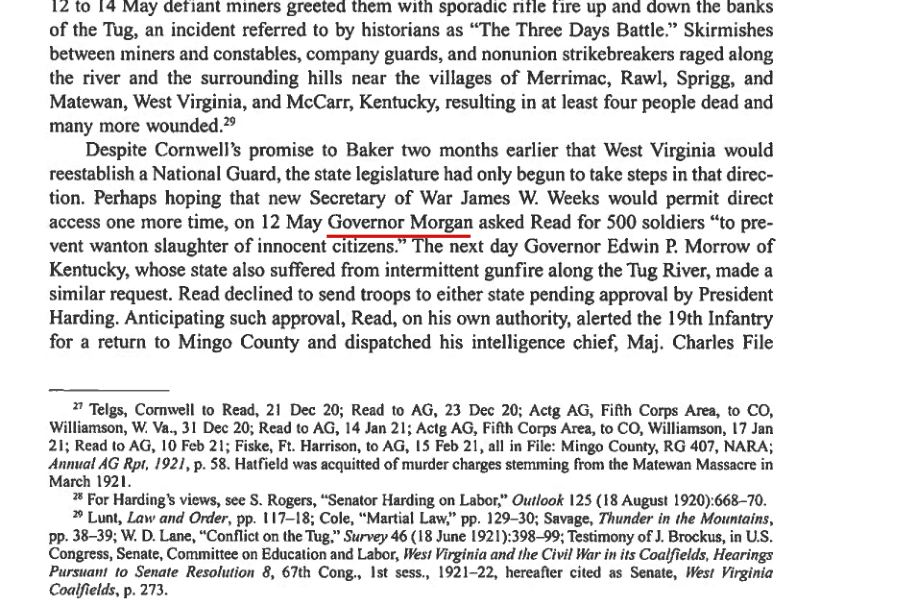 12 to 14 May defiant miners greeted them with sporadic rifle fire up and down the banks
of the Tug, an incident referred to by historians as “The Three Days Battle.” Skirmishes
between miners and constables, company guards, and nonunion strikebreakers raged along
the river and the surrounding hills near the villages of Merrimac, Rawl, Sprigg, and
Matewan, West Virginia, and McCarr, Kentucky, resulting in at least four people dead and
many more wounded.²⁹
Despite Cornwell’s promise to Baker two months earlier that West Virginia would
reestablish a National Guard, the state legislature had only begun to take steps in that direc-
tion. Perhaps hoping that new Secretary of War James W. Weeks would permit direct
access one more time, on 12 May Governor Morgan asked Read for 500 soldiers “to pre-
vent wanton slaughter of innocent citizens.” The next day Governor Edwin P. Morrow of
Kentucky, whose state also suffered from intermittent gunfire along the Tug River, made a
similar request. Read declined to send troops to either state pending approval by President
Harding. Anticipating such approval, Read, on his own authority, alerted the 19th Infantry
for a return to Mingo County and dispatched his intelligence chief, Maj. Charles File
²⁷ Telgs, Cornwell to Read, 21 Dec 20; Read to AG, 23 Dec 20; Actg AG, Fifth Corps Area, to CO,
Williamson, W. Va., 31 Dec 20; Read to AG, 14 Jan 21; Actg AG, Fifth Corps Area, to CO, Williamson, 17 Jan
21; Read to AG, 10 Feb 21; Fiske, Ft. Harrison, to AG, 15 Feb 21, all in File: Mingo County, RG 407, NARA;
Annual AG Rpt, 1921, p. 58. Hatfield was acquitted of murder charges stemming from the Matewan Massacre in
March 1921.
²⁸ For Harding’s views, see S. Rogers, “Senator Harding on Labor,” Outlook 125 (18 August 1920):668–70.
²⁹ Lunt, Law and Order, pp. 117–18; Cole, “Martial Law,” pp. 129–30; Savage, Thunder in the Mountains,
pp. 38–39; W. D. Lane, “Conflict on the Tug,” Survey 46 (18 June 1921):398–99; Testimony of J. Brockus, in U.S.
Congress, Senate, Committee on Education and Labor, West Virginia and the Civil War in its Coalfields, Hearings
Pursuant to Senate Resolution 8, 67th Cong., 1st sess., 1921–22, hereafter cited as Senate, West Virginia
Coalfields, p. 273.